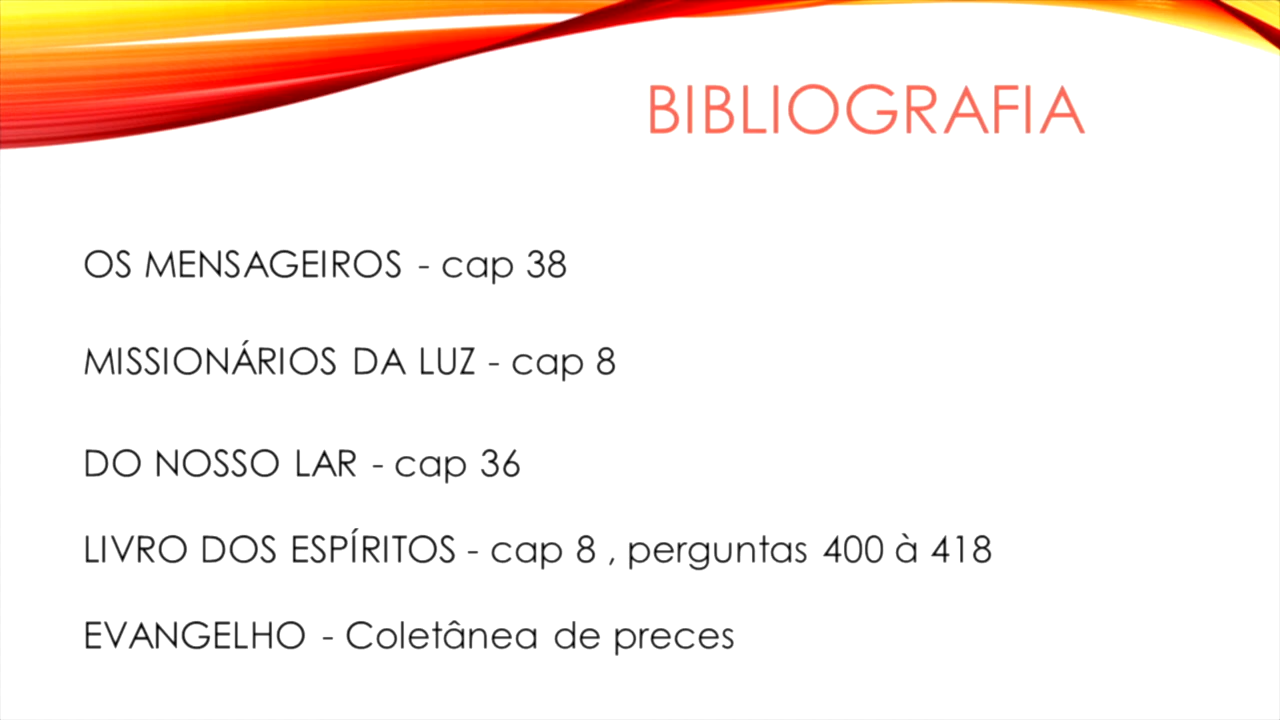 BIBLIOGRAFIA
OS MENSAGEIROS - cap 38
MISSIONÁRIOS DA LUZ - cap 8
DO NOSSO LAR - cap 36
LIVRO DOS ESPÍRITOS - cap 8 , perguntas 400 à 418
EVANGELHO - Coletânea de preces